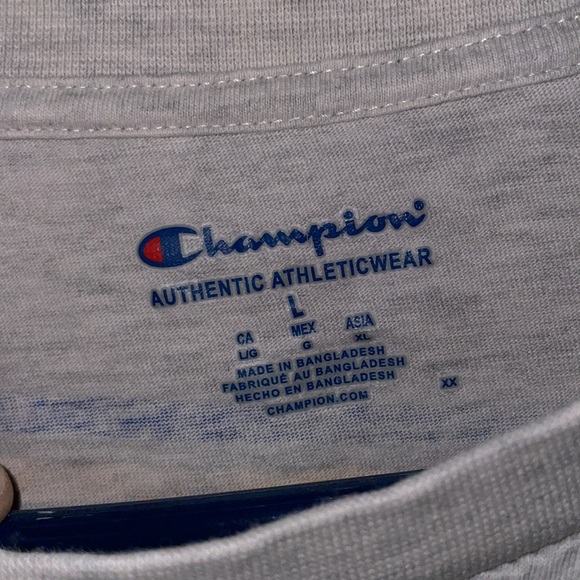 Champion®
AUTHENTIC ATHLETICWEAR
L
CA MEX ASIA
L/G G XL
MADE IN BANGLADESH
FABRIQUÉ AU BANGLADESH
HECHO EN BANGLADESH XX
CHAMPION.COM